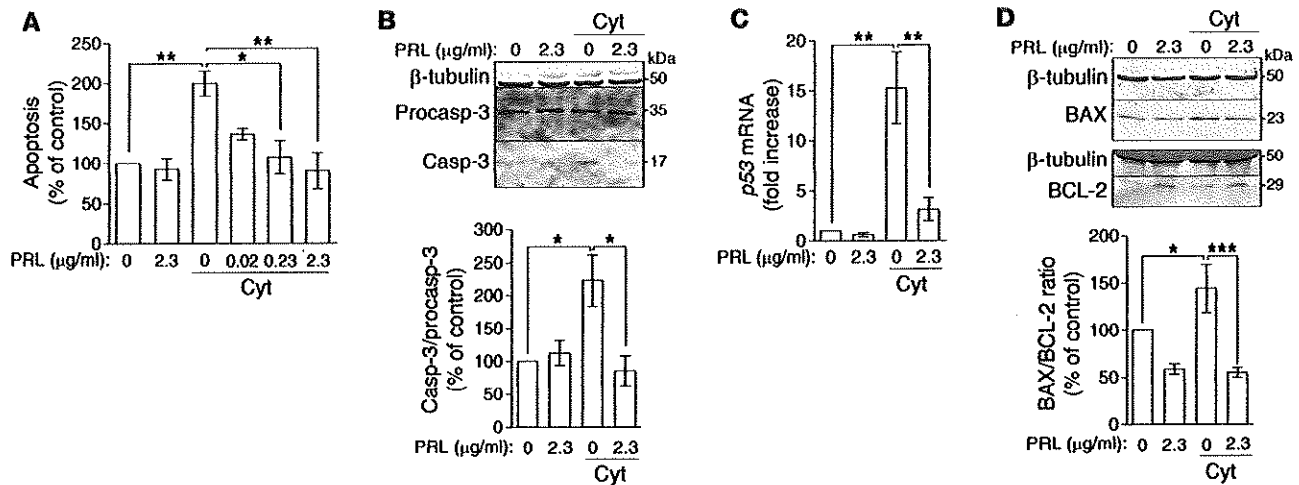 A
Apoptosis
(% of control)
250
200
150
100
50
0
** * **
PRL (μg/ml): 0 2.3 0 0.02 0.23 2.3
Cyt
B
Cyt
PRL (μg/ml): 0 2.3 0 2.3 kDa
β-tubulin 50
Procasp-3 35
Casp-3 17
Casp-3/procasp-3
(% of control)
300
250
200
150
100
50
0
* *
PRL (μg/ml): 0 2.3 0 2.3
Cyt
C
p53 mRNA
(fold increase)
20
15
10
5
0
** **
PRL (μg/ml): 0 2.3 0 2.3
Cyt
D
Cyt
PRL (μg/ml): 0 2.3 0 2.3 kDa
β-tubulin 50
BAX 23
β-tubulin 50
BCL-2 29
BAX/BCL-2 ratio
(% of control)
200
150
100
50
0
* ***
PRL (μg/ml): 0 2.3 0 2.3
Cyt